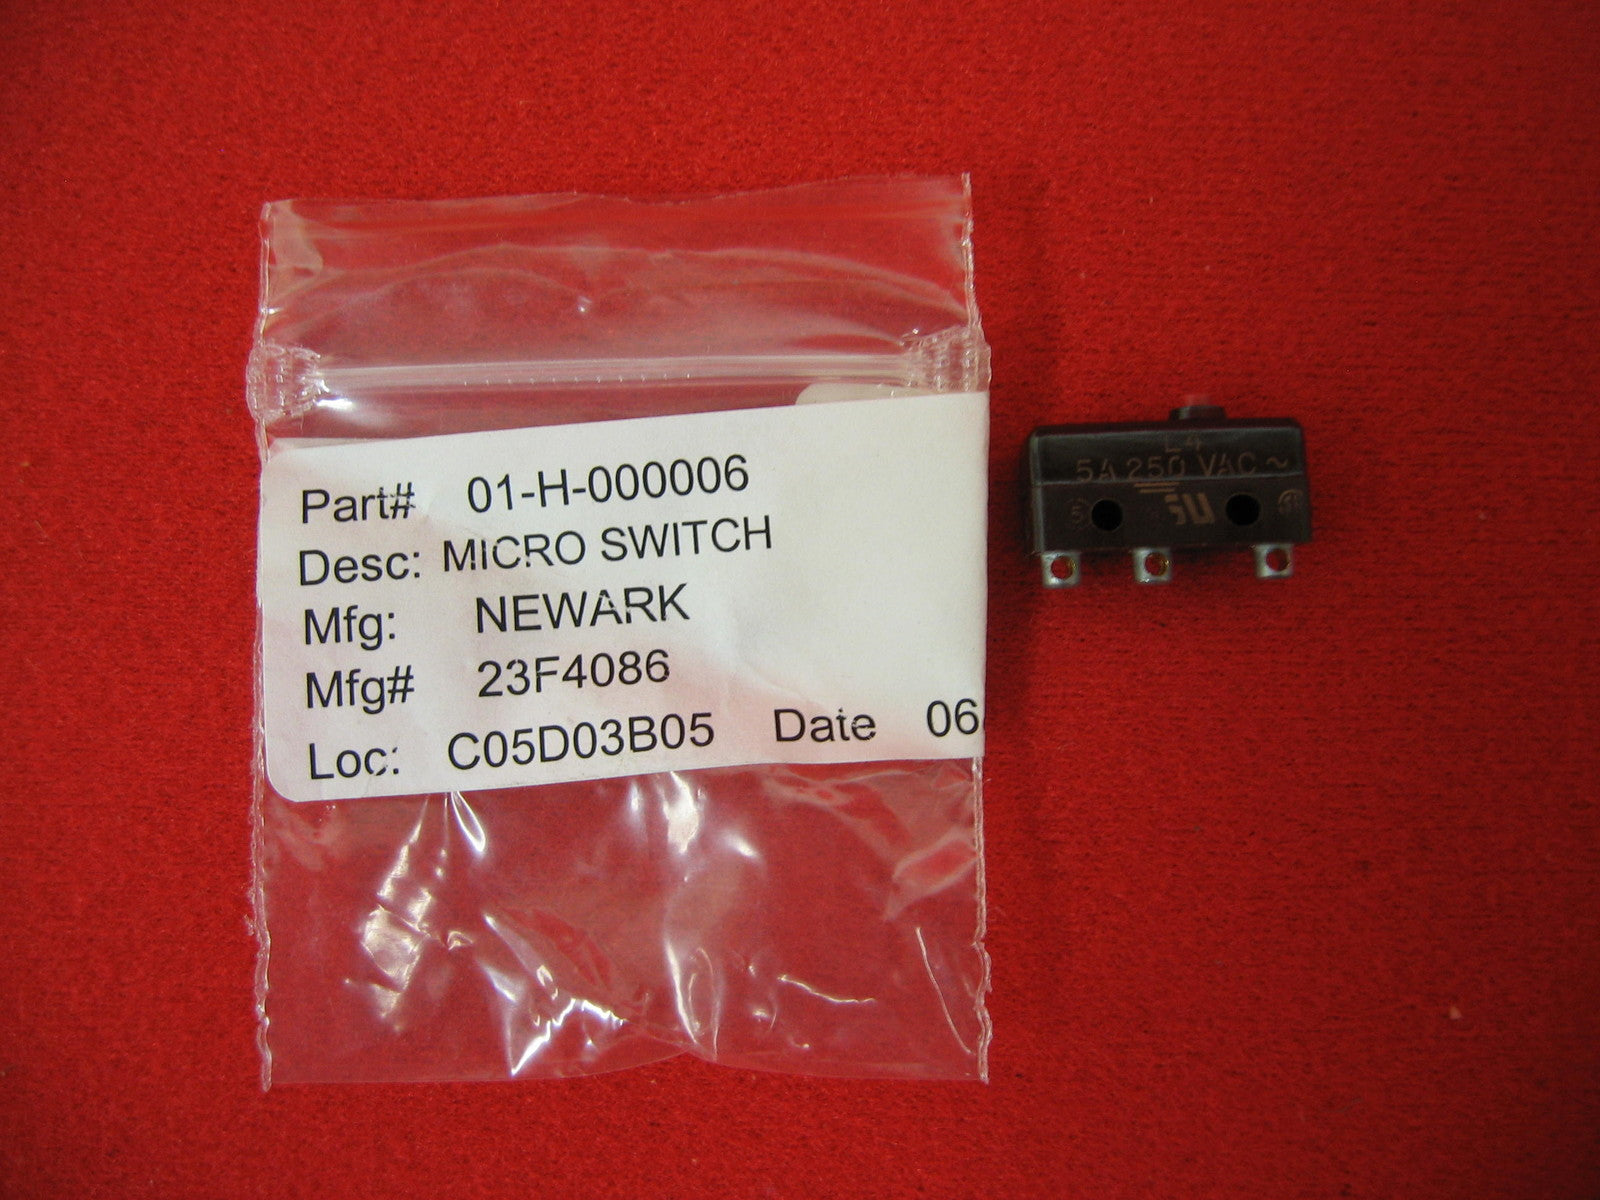 Part# 01-H-000006
Desc: MICRO SWITCH
Mfg: NEWARK
Mfg# 23F4086
Loc: C05D03B05 Date 06
L4
5A 250 VAC ~